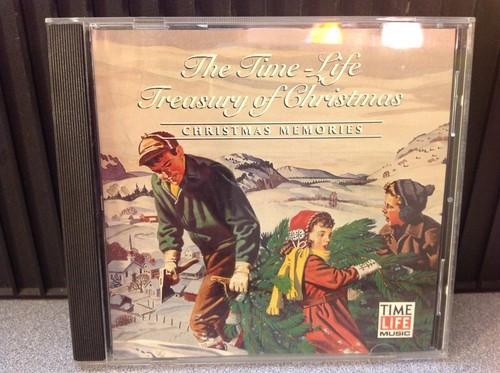 The Time-Life
Treasury of Christmas
CHRISTMAS MEMORIES
TIME
LIFE
MUSIC